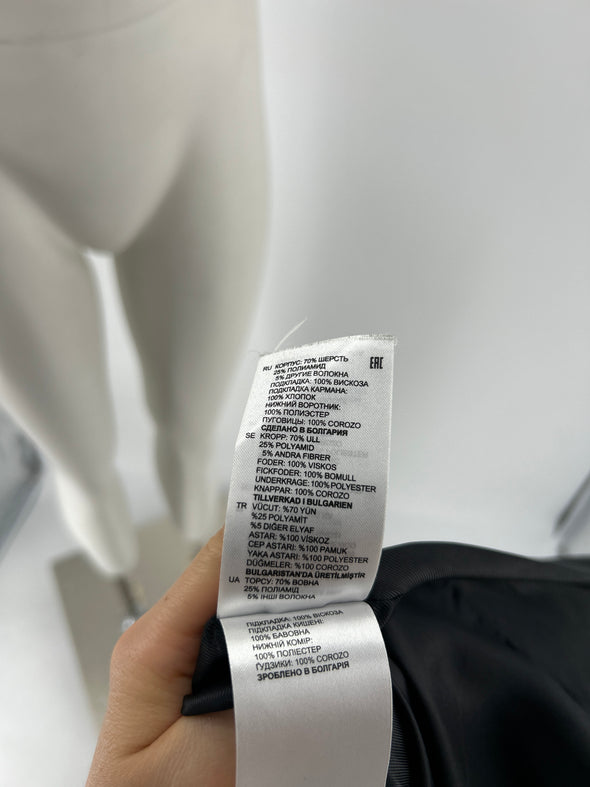 RU КОРПУС: 70% ШЕРСТЬ
25% ПОЛИАМИД
5% ДРУГИЕ ВОЛОКНА
ПОДКЛАДКА: 100% ВИСКОЗА
ПОДКЛАДКА КАРМАНА:
100% ХЛОПОК
НИЖНИЙ ВОРОТНИК:
100% ПОЛИЭСТЕР
ПУГОВИЦЫ: 100% COROZO
СДЕЛАНО В БОЛГАРИЯ
EAC
SE KROPP: 70% ULL
25% POLYAMID
5% ANDRA FIBRER
FODER: 100% VISKOS
FICKFODER: 100% BOMULL
UNDERKRAGE: 100% POLYESTER
KNAPPAR: 100% COROZO
TILLVERKAD I BULGARIEN
TR VÜCUT: %70 YÜN
%25 POLYAMİT
%5 DİĞER ELYAF
ASTAR: %100 VİSKOZ
CEP ASTARI: %100 PAMUK
YAKA ASTARI: %100 POLYESTER
DÜĞMELER: %100 COROZO
BULGARISTAN'DA ÜRETİLMİŞTİR
UA ТОРСУ: 70% ВОВНА
25% ПОЛІАМІД
5% ІНШІ ВОЛОКНА
ПІДКЛАДКА: 100% ВІСКОЗА
ПІДКЛАДКА КИШЕНІ:
100% БАВОВНА
НИЖНІЙ КОМІР:
100% ПОЛІЕСТЕР
ҐУДЗИКИ: 100% COROZO
ЗРОБЛЕНО В БОЛГАРІЯ